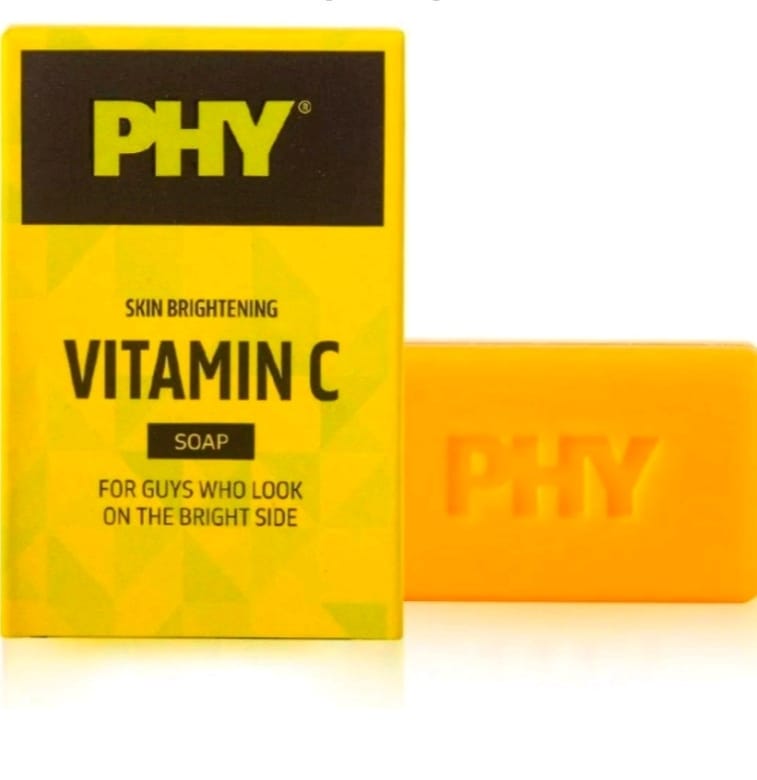 PHY®
SKIN BRIGHTENING
VITAMIN C
SOAP
FOR GUYS WHO LOOK
ON THE BRIGHT SIDE
PHY